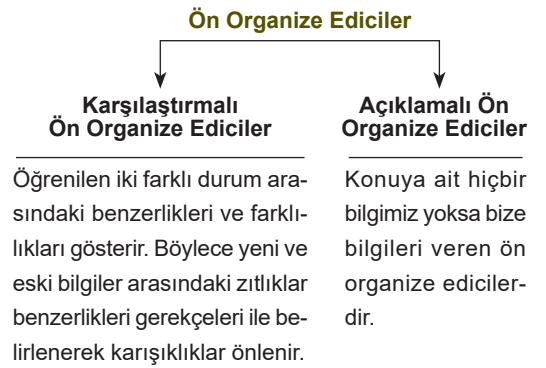 Ön Organize Ediciler
Karşılaştırmalı
Ön Organize Ediciler
Öğrenilen iki farklı durum ara-
sındaki benzerlikleri ve farklı-
lıkları gösterir. Böylece yeni ve
eski bilgiler arasındaki zıtlıklar
benzerlikleri gerekçeleri ile be-
lirlenerek karışıklıklar önlenir.
Açıklamalı Ön
Organize Ediciler
Konuya ait hiçbir
bilgimiz yoksa bize
bilgileri veren ön
organize ediciler-
dir.